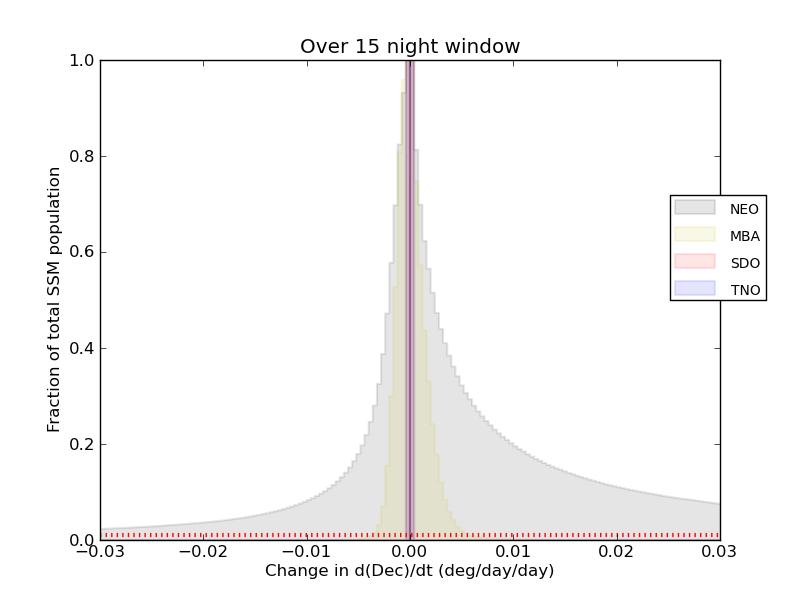 Over 15 night window
Fraction of total SSM population
1.0
0.8
0.6
0.4
0.2
0.0
NEO
MBA
SDO
TNO
−0.03 −0.02 −0.01 0.00 0.01 0.02 0.03
Change in d(Dec)/dt (deg/day/day)